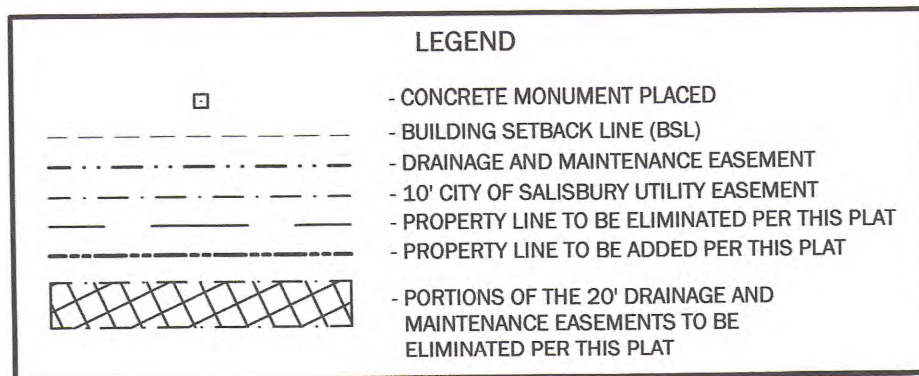 LEGEND
- CONCRETE MONUMENT PLACED
- BUILDING SETBACK LINE (BSL)
- DRAINAGE AND MAINTENANCE EASEMENT
- 10' CITY OF SALISBURY UTILITY EASEMENT
- PROPERTY LINE TO BE ELIMINATED PER THIS PLAT
- PROPERTY LINE TO BE ADDED PER THIS PLAT
- PORTIONS OF THE 20' DRAINAGE AND
MAINTENANCE EASEMENTS TO BE
ELIMINATED PER THIS PLAT